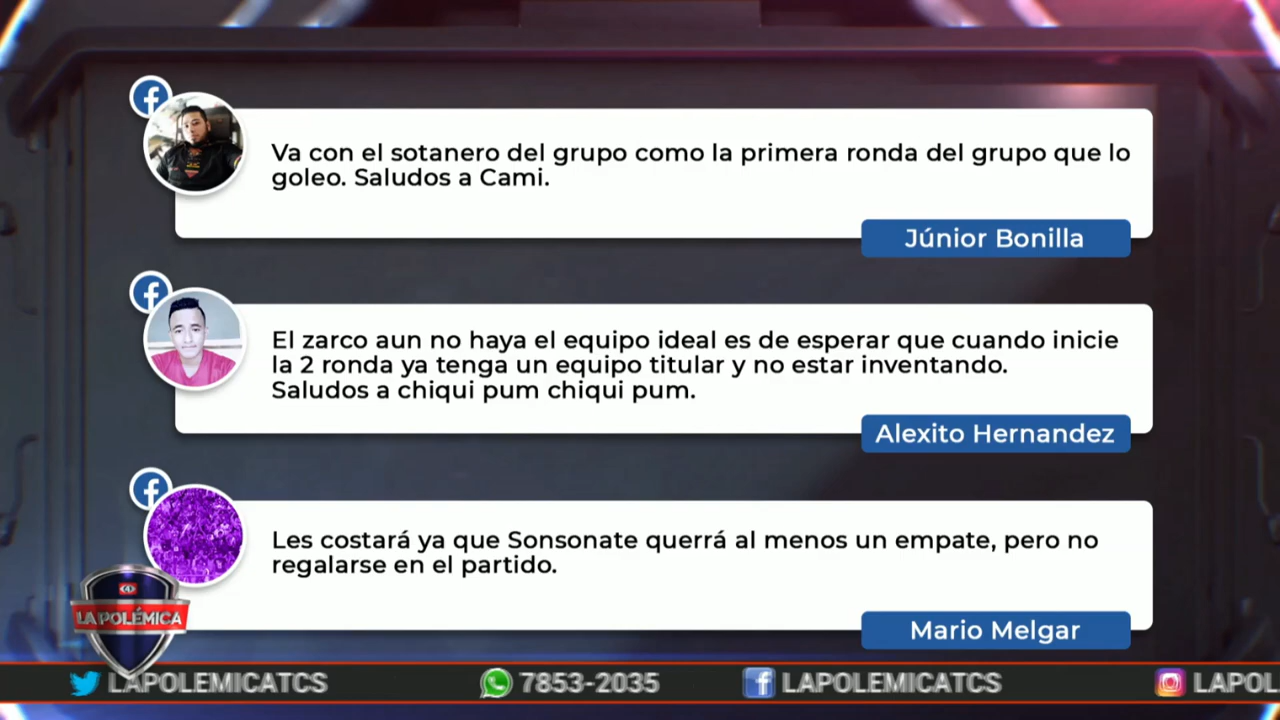 Va con el sotanero del grupo como la primera ronda del grupo que lo
goleo. Saludos a Cami.
Júnior Bonilla
El zarco aun no haya el equipo ideal es de esperar que cuando inicie
la 2 ronda ya tenga un equipo titular y no estar inventando.
Saludos a chiqui pum chiqui pum.
Alexito Hernandez
Les costará ya que Sonsonate querrá al menos un empate, pero no
regalarse en el partido.
Mario Melgar
4
LA POLÉMICA
LAPOLEMICATCS 7853-2035 LAPOLEMICATCS LAPOL